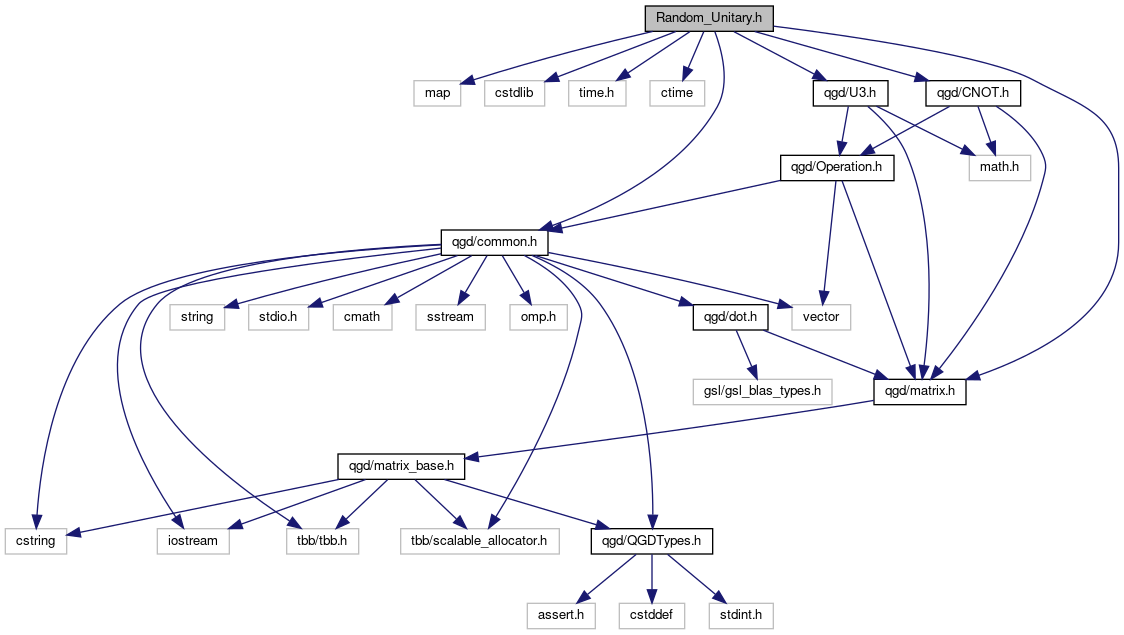 Random_Unitary.h
map
cstdlib
time.h
ctime
qgd/U3.h
qgd/CNOT.h
qgd/Operation.h
math.h
qgd/common.h
string
stdio.h
cmath
sstream
omp.h
qgd/dot.h
vector
gsl/gsl_blas_types.h
qgd/matrix.h
qgd/matrix_base.h
cstring
iostream
tbb/tbb.h
tbb/scalable_allocator.h
qgd/QGDTypes.h
assert.h
cstddef
stdint.h